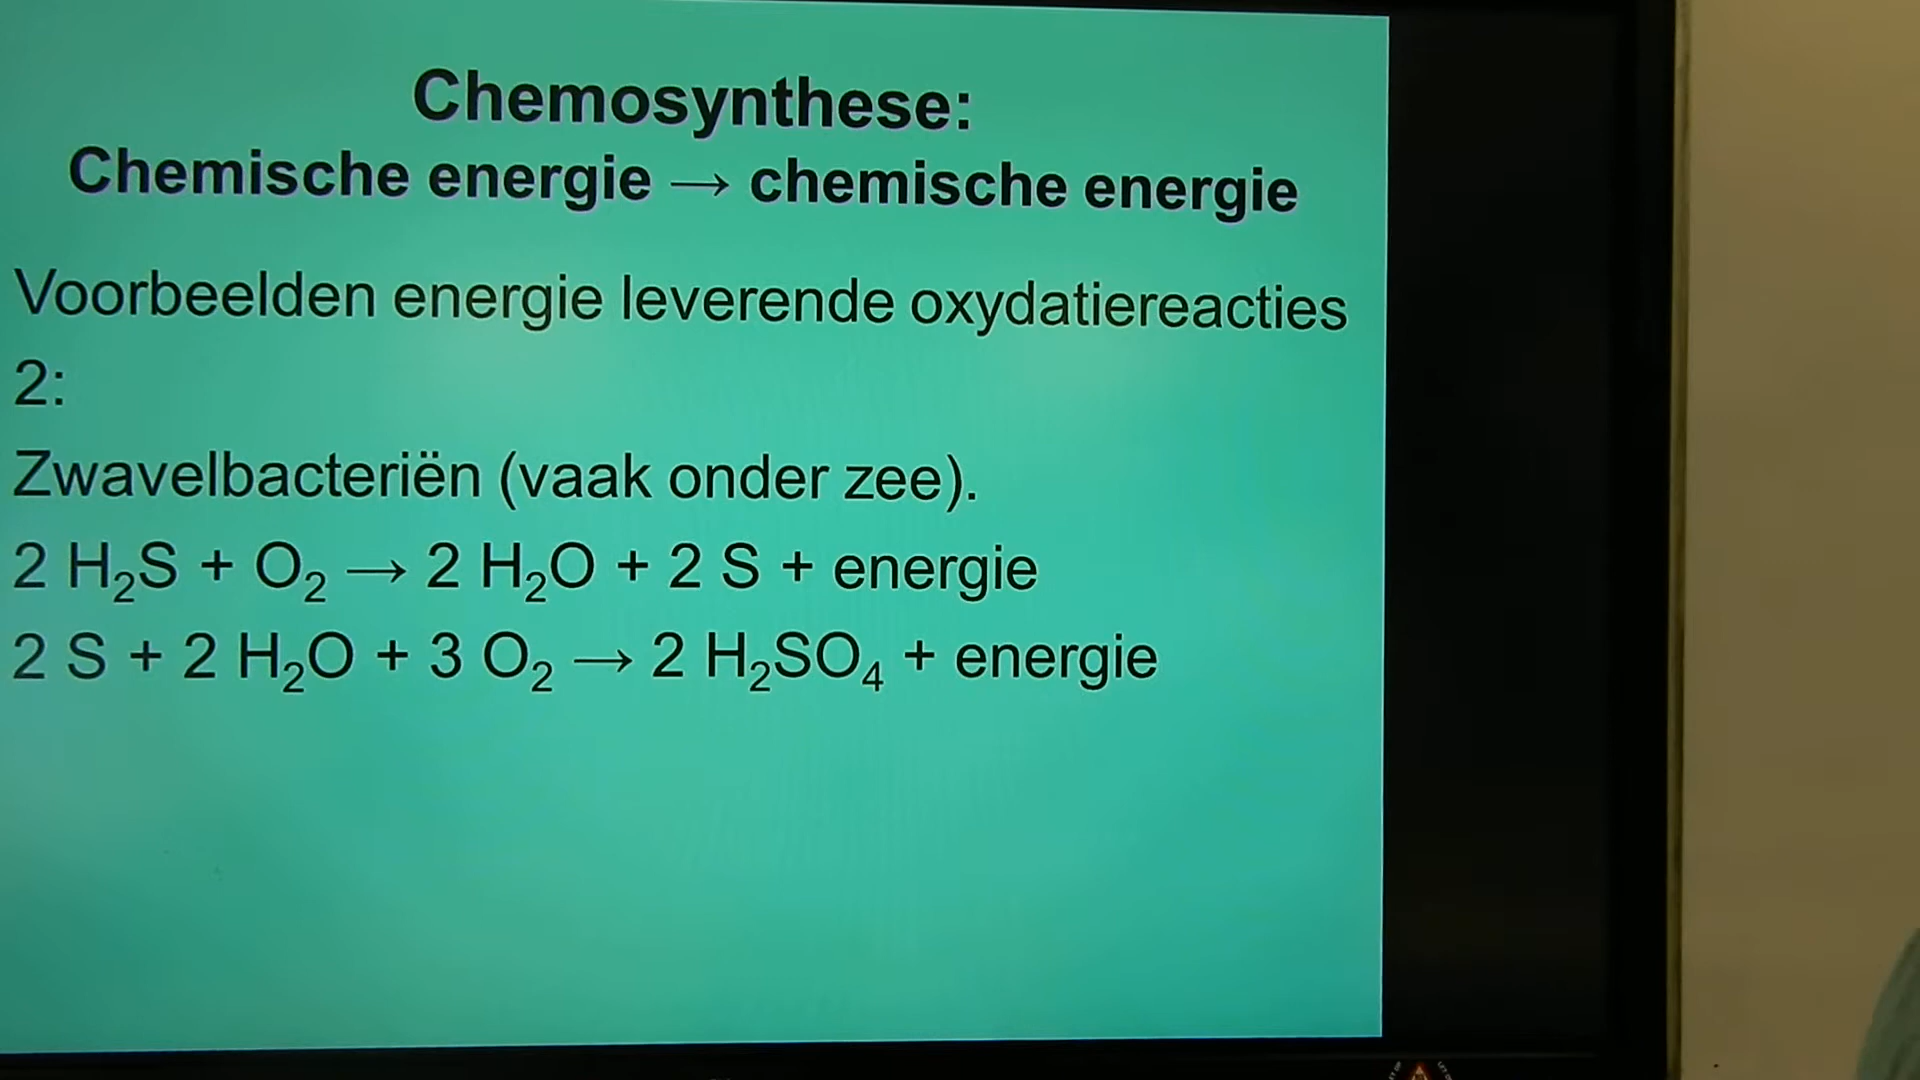 Chemosynthese:
Chemische energie → chemische energie
Voorbeelden energie leverende oxydatiereacties
2:
Zwavelbacteriën (vaak onder zee).
2 H₂S + O₂ → 2 H₂O + 2 S + energie
2 S + 2 H₂O + 3 O₂ → 2 H₂SO₄ + energie